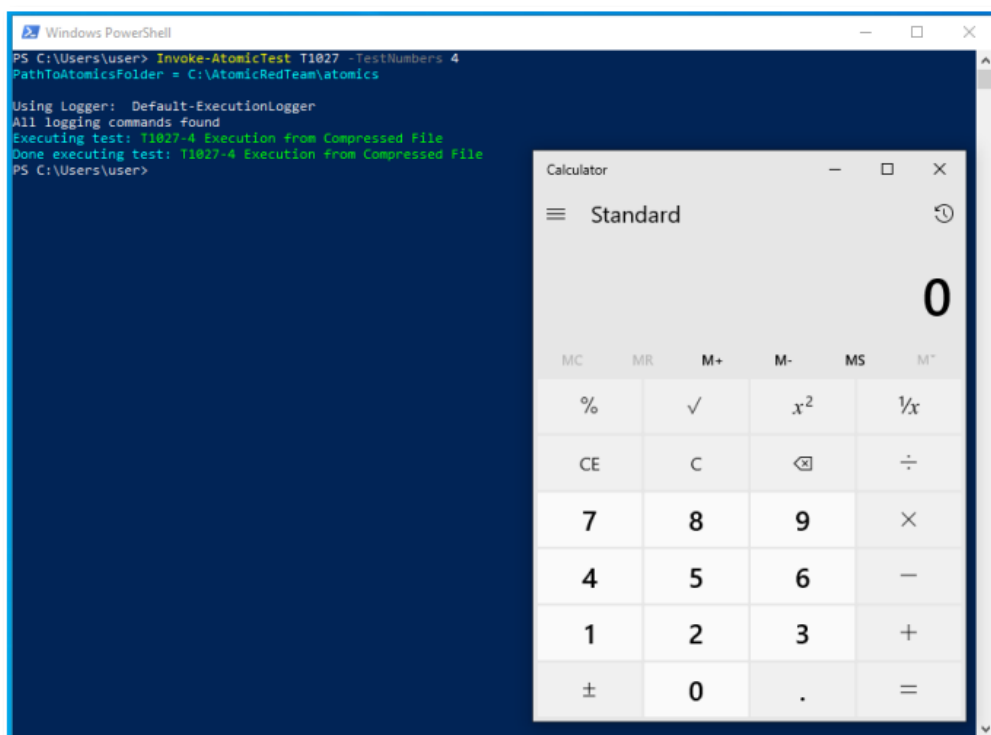 Windows PowerShell
PS C:\Users\user> Invoke-AtomicTest T1027 -TestNumbers 4
PathToAtomicsFolder = C:\AtomicRedTeam\atomics
Using Logger:  Default-ExecutionLogger
All logging commands found
Executing test: T1027-4 Execution from Compressed File
Done executing test: T1027-4 Execution from Compressed File
PS C:\Users\user>
Calculator
Standard
0
MC MR M+ M- MS M˅
% √ x² ¹/x
CE C ÷
7 8 9 ×
4 5 6 −
1 2 3 +
± 0 . =